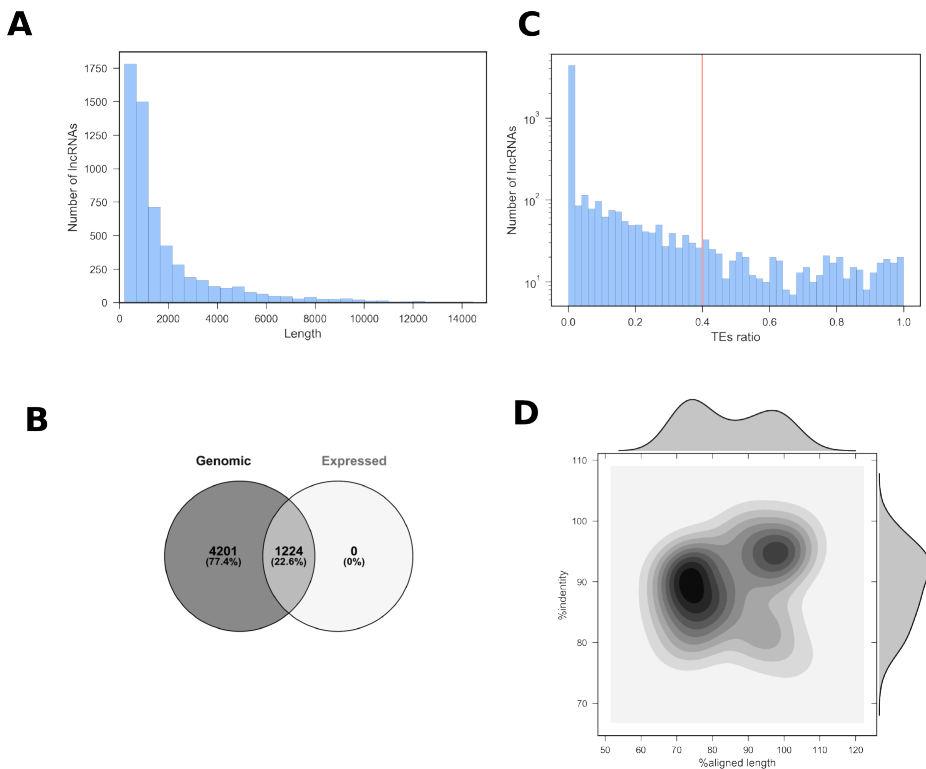 A
1750
1500
1250
1000
750
500
250
0
Number of lncRNAs
0 2000 4000 6000 8000 10000 12000 14000
Length
C
10³
10²
10¹
Number of lncRNAs
0.0 0.2 0.4 0.6 0.8 1.0
TEs ratio
B
Genomic Expressed
4201 1224 0
(77.4%) (22.6%) (0%)
D
110
100
90
80
70
%indentity
50 60 70 80 90 100 110 120
%aligned length